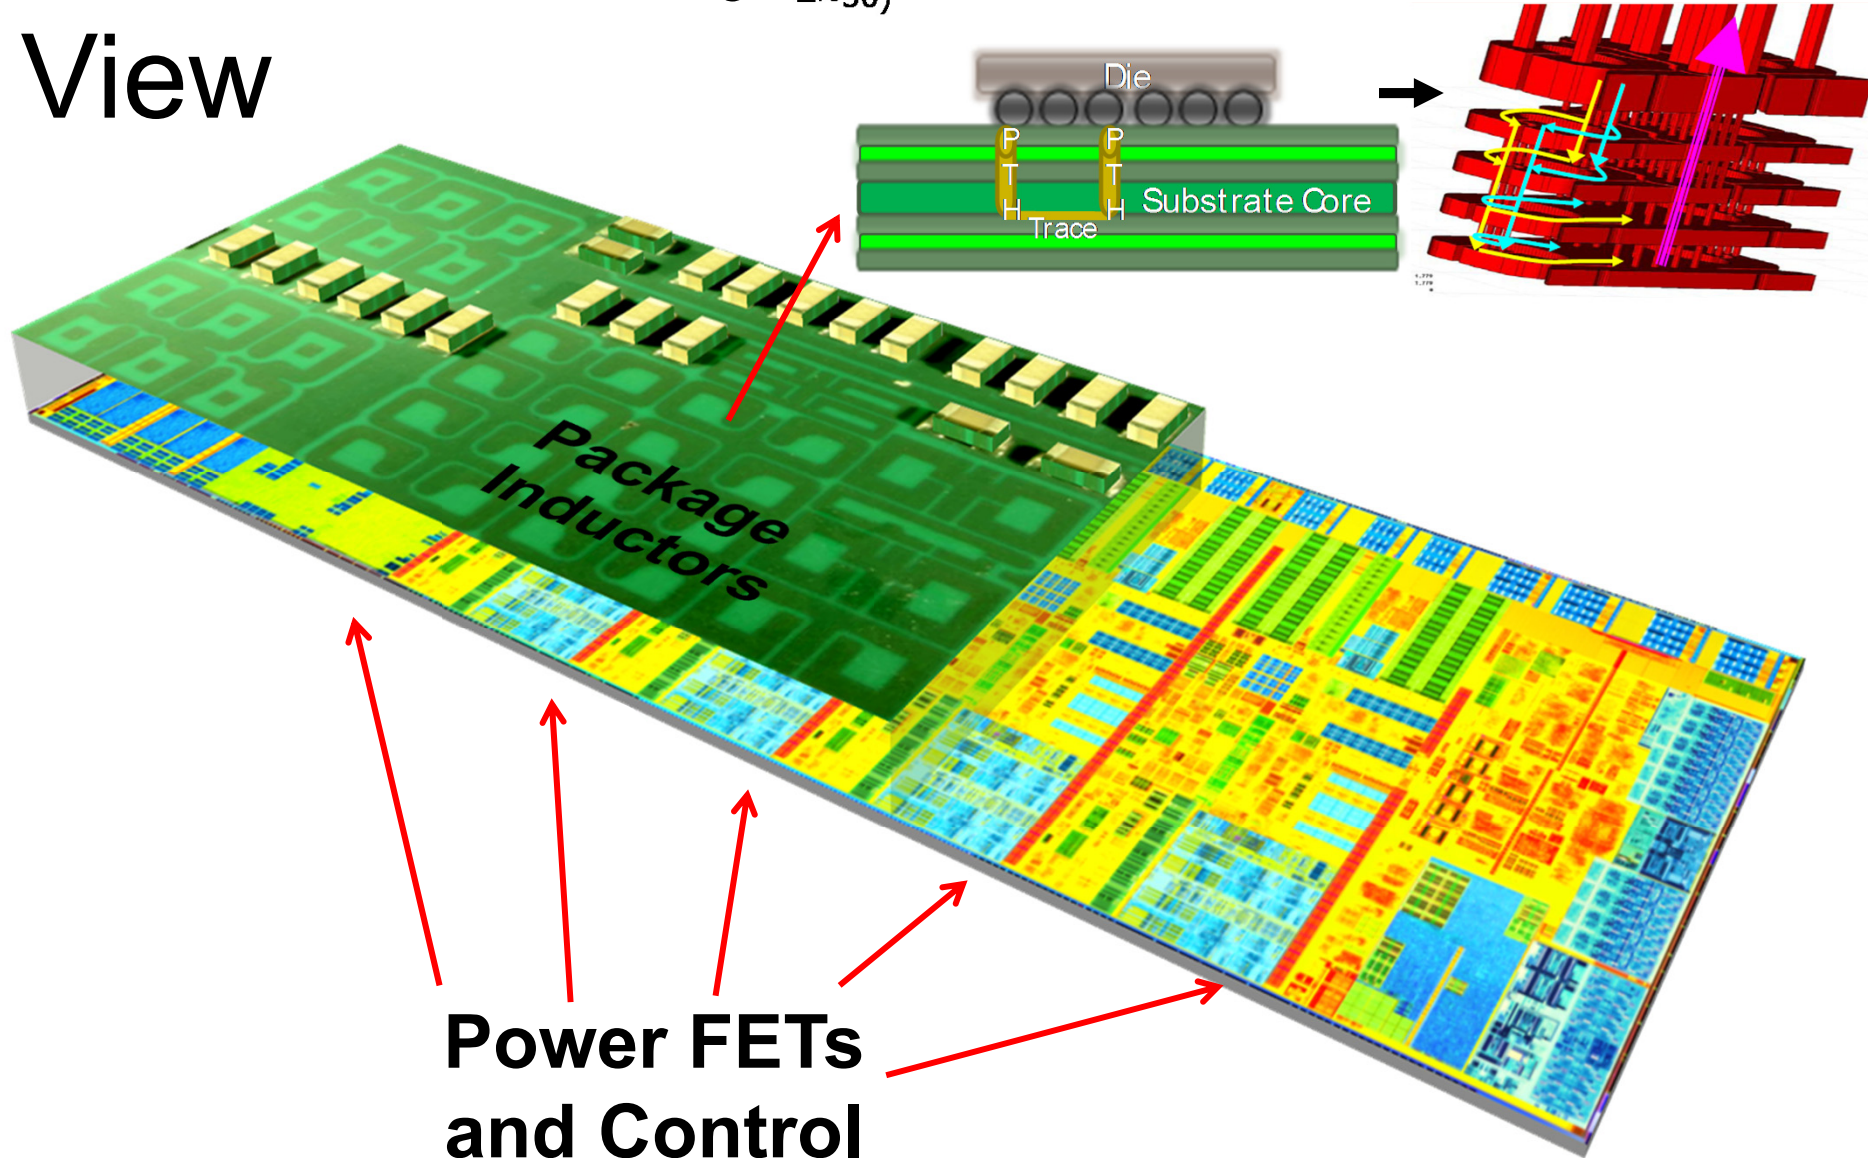 View
Die
P
T
H
P
T
H
Trace
Substrate Core
Package
Inductors
Power FETs
and Control